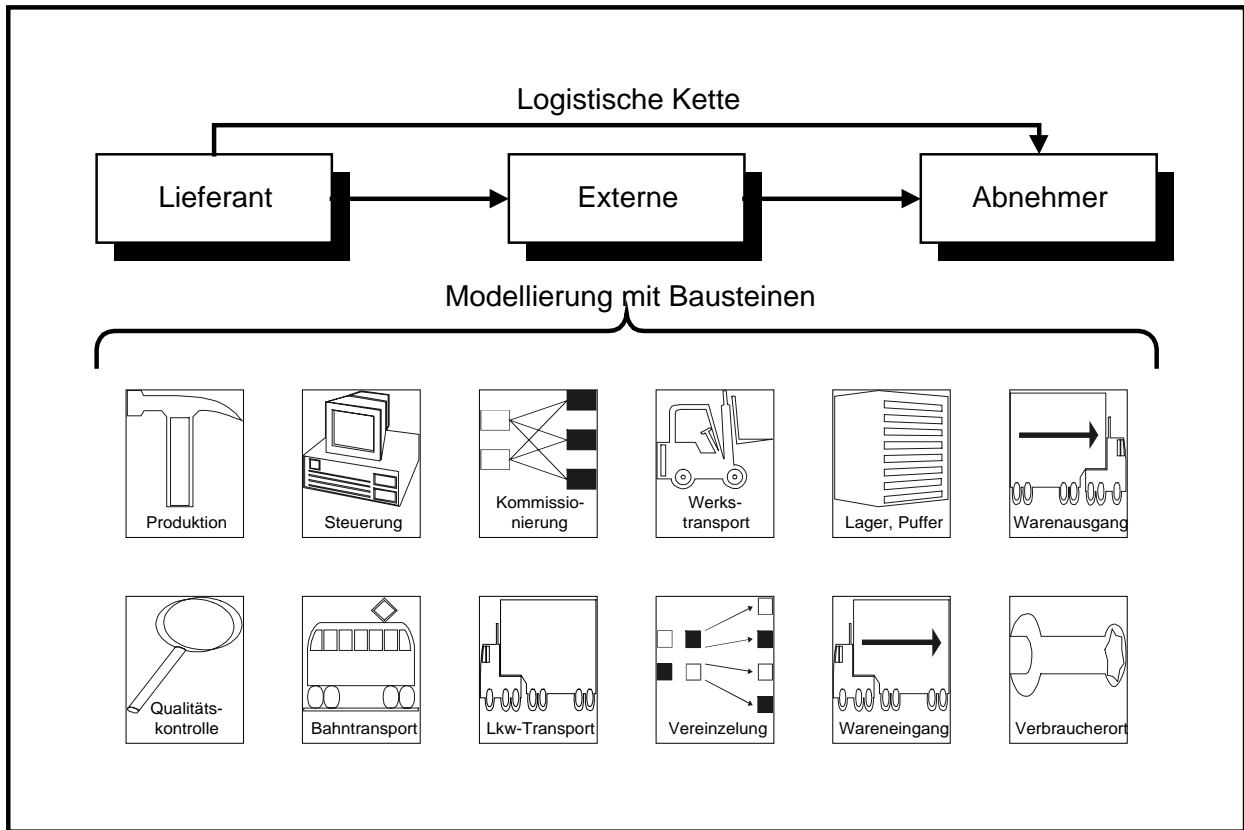 Logistische Kette
Lieferant
Externe
Abnehmer
Modellierung mit Bausteinen
Produktion
Steuerung
Kommissio-
nierung
Werks-
transport
Lager, Puffer
Warenausgang
Qualitäts-
kontrolle
Bahntransport
Lkw-Transport
Vereinzelung
Wareneingang
Verbraucherort